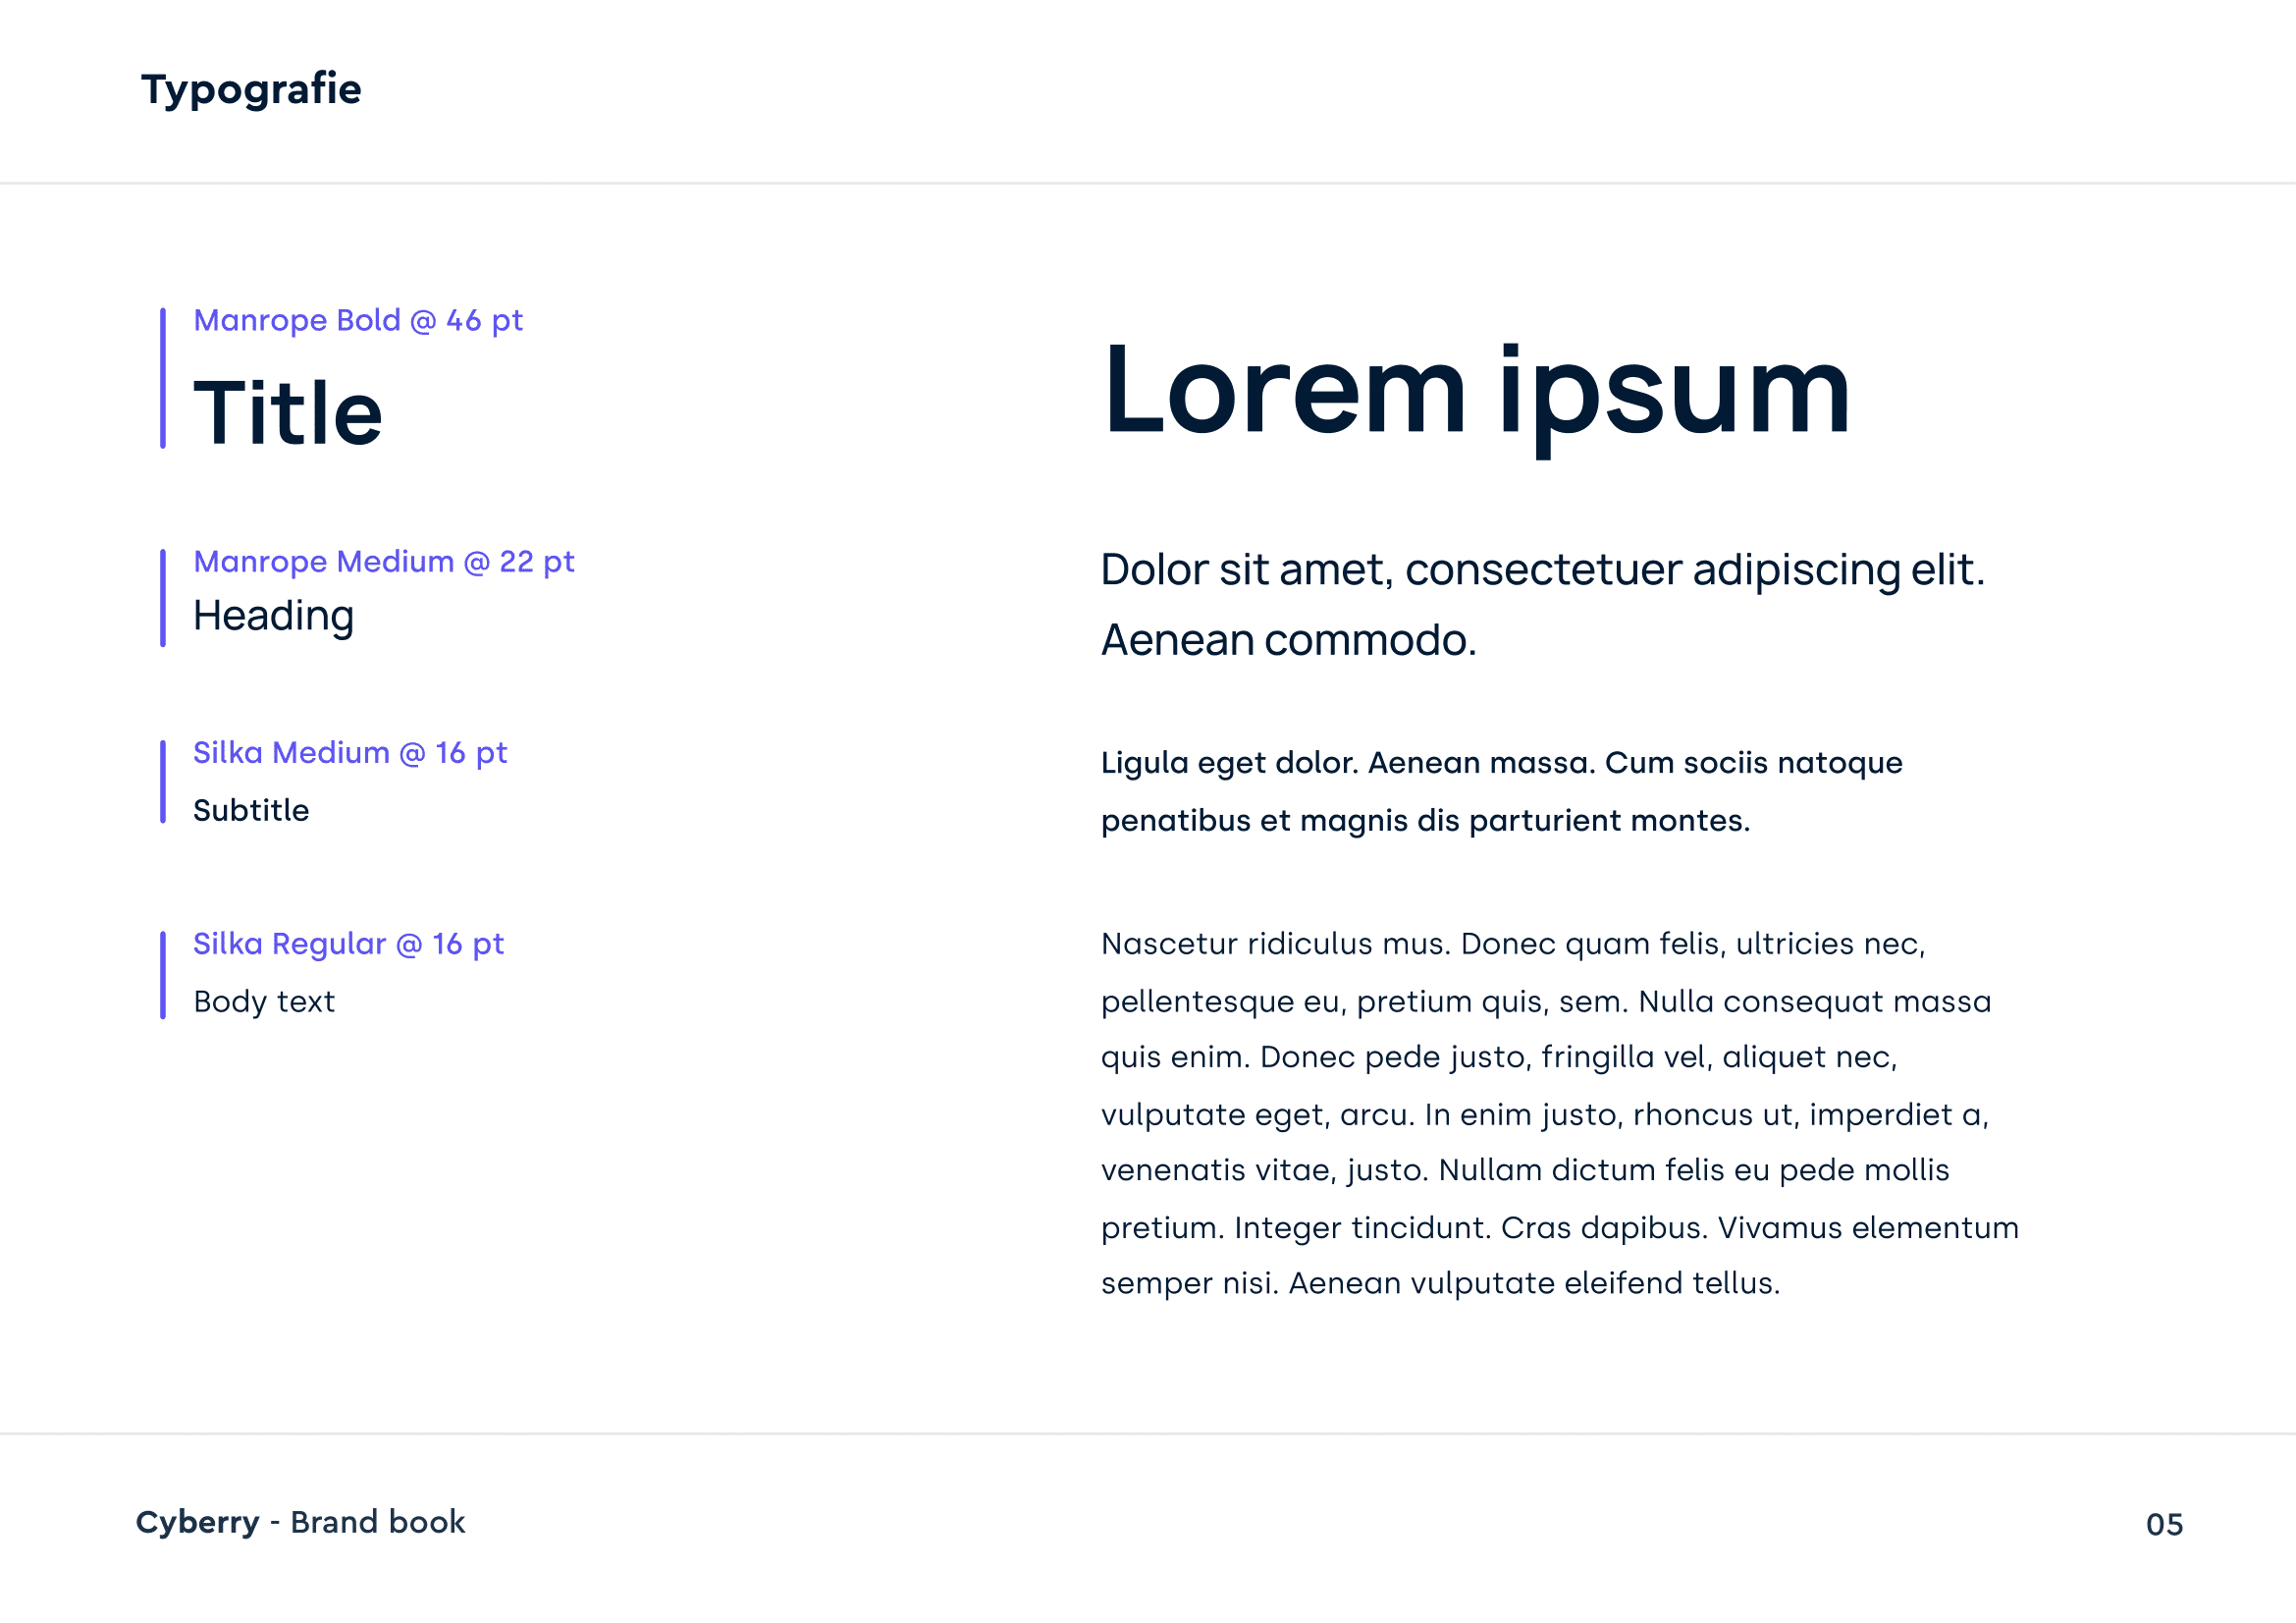 Typografie
Manrope Bold @ 46 pt
Title
Manrope Medium @ 22 pt
Heading
Silka Medium @ 16 pt
Subtitle
Silka Regular @ 16 pt
Body text
Lorem ipsum
Dolor sit amet, consectetuer adipiscing elit.
Aenean commodo.
Ligula eget dolor. Aenean massa. Cum sociis natoque
penatibus et magnis dis parturient montes.
Nascetur ridiculus mus. Donec quam felis, ultricies nec,
pellentesque eu, pretium quis, sem. Nulla consequat massa
quis enim. Donec pede justo, fringilla vel, aliquet nec,
vulputate eget, arcu. In enim justo, rhoncus ut, imperdiet a,
venenatis vitae, justo. Nullam dictum felis eu pede mollis
pretium. Integer tincidunt. Cras dapibus. Vivamus elementum
semper nisi. Aenean vulputate eleifend tellus.
Cyberry - Brand book
05